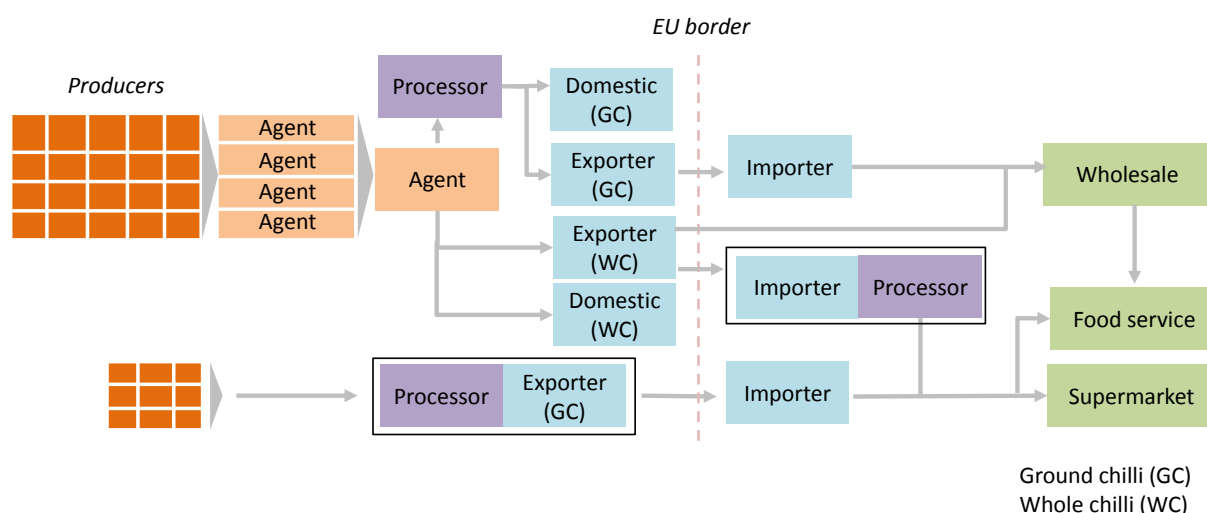 EU border
Producers
Processor
Domestic
(GC)
Agent
Agent
Agent
Agent
Agent
Exporter
(GC)
Importer
Wholesale
Exporter
(WC)
Importer
Processor
Domestic
(WC)
Food service
Processor
Exporter
(GC)
Importer
Supermarket
Ground chilli (GC)
Whole chilli (WC)